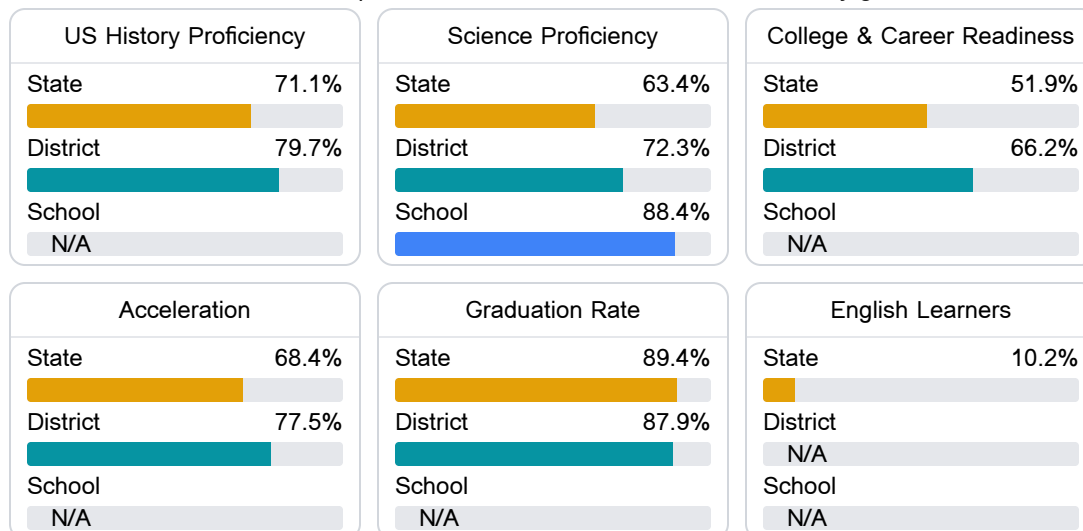 US History Proficiency
State 71.1%
District 79.7%
School
N/A
Science Proficiency
State 63.4%
District 72.3%
School 88.4%
College & Career Readiness
State 51.9%
District 66.2%
School
N/A
Acceleration
State 68.4%
District 77.5%
School
N/A
Graduation Rate
State 89.4%
District 87.9%
School
N/A
English Learners
State 10.2%
District
N/A
School
N/A